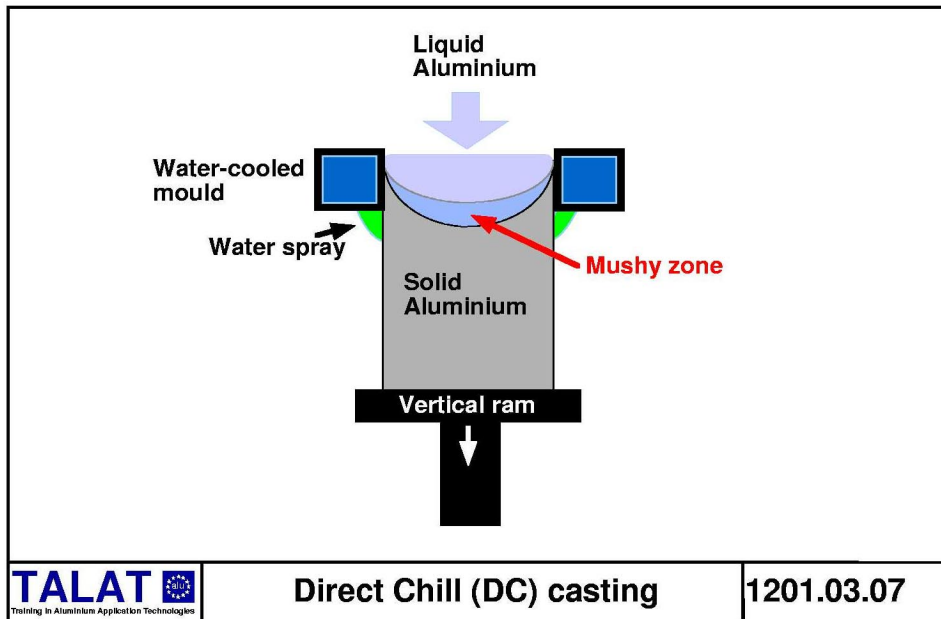 Liquid
Aluminium
Water-cooled
mould
Water spray
Mushy zone
Solid
Aluminium
Vertical ram
TALAT
alu
Training in Aluminium Application Technologies
Direct Chill (DC) casting
1201.03.07